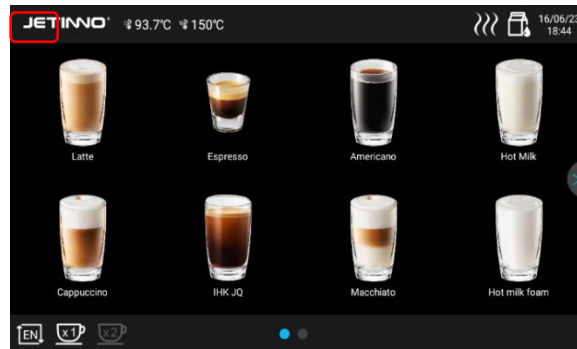 JETINNO
93.7℃ 150℃
16/06/23
18:44
Latte
Espresso
Americano
Hot Milk
Cappuccino
IHK JQ
Macchiato
Hot milk foam
EN x1 x2